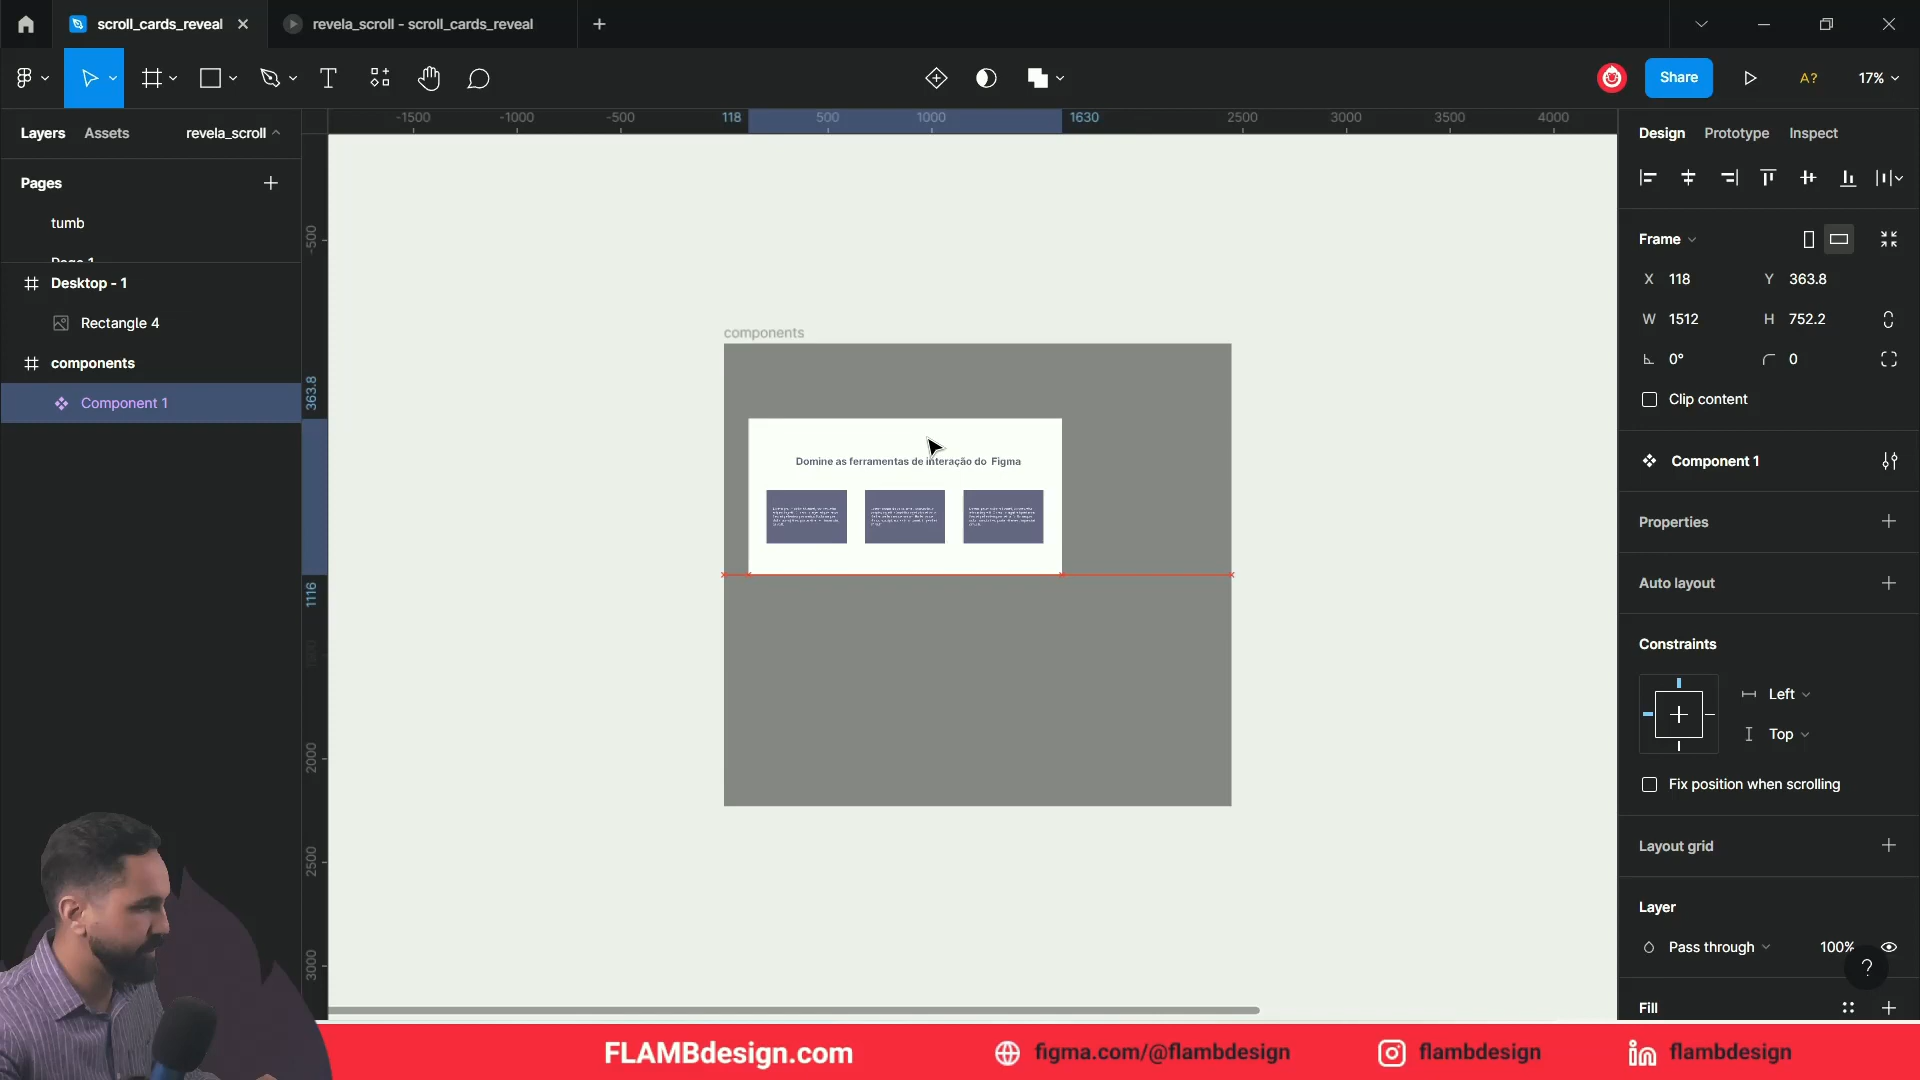 scroll_cards_reveal
revela_scroll - scroll_cards_reveal
Share
A?
17%
Layers
Assets
revela_scroll
Pages
tumb
Page 1
Desktop - 1
Rectangle 4
components
Component 1
-1500
-1000
-500
118
500
1000
1630
2500
3000
3500
4000
-500
363.8
1116
2000
2500
3000
components
Domine as ferramentas de interação do Figma
Design
Prototype
Inspect
Frame
X 118
Y 363.8
W 1512
H 752.2
0°
0
Clip content
Component 1
Properties
Auto layout
Constraints
Left
Top
Fix position when scrolling
Layout grid
Layer
Pass through
100%
?
Fill
FLAMBdesign.com
figma.com/@flambdesign
flambdesign
flambdesign